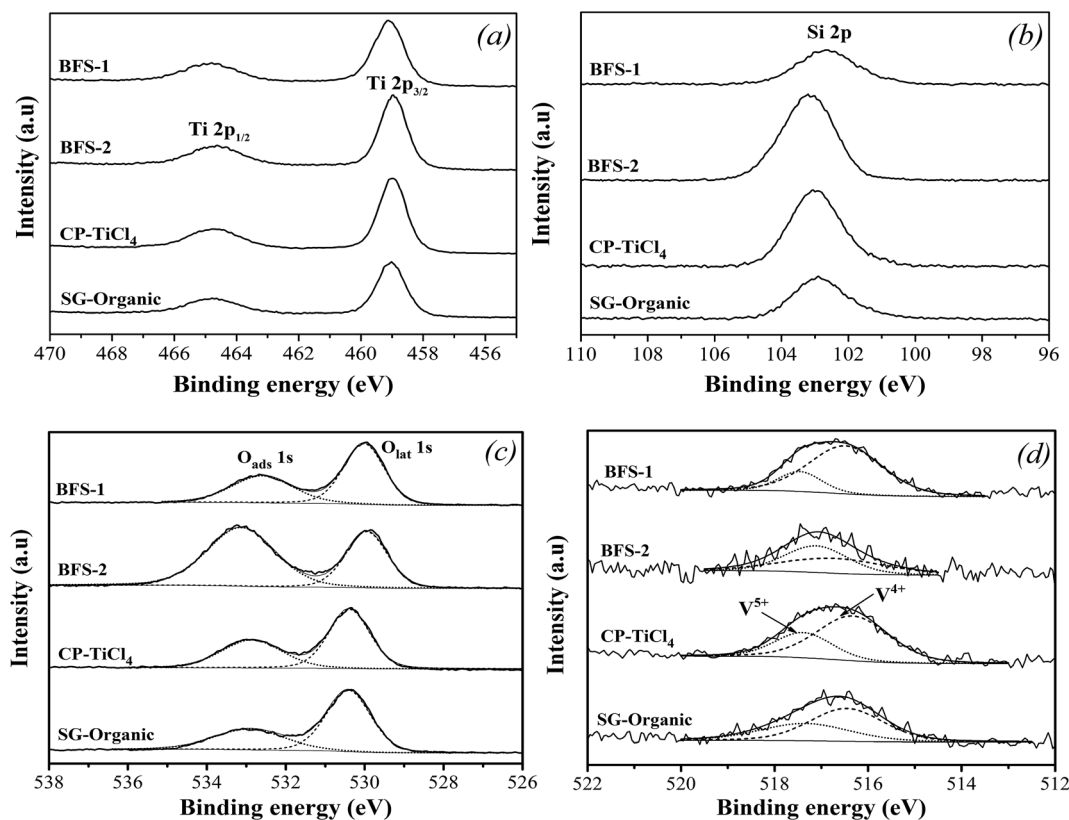 (a)
BFS-1
Ti 2p3/2
Ti 2p1/2
BFS-2
CP-TiCl4
SG-Organic
Intensity (a.u)
470 468 466 464 462 460 458 456
Binding energy (eV)
(b)
Si 2p
BFS-1
BFS-2
CP-TiCl4
SG-Organic
Intensity (a.u)
110 108 106 104 102 100 98 96
Binding energy (eV)
(c)
Oads 1s
Olat 1s
BFS-1
BFS-2
CP-TiCl4
SG-Organic
Intensity (a.u)
538 536 534 532 530 528 526
Binding energy (eV)
(d)
BFS-1
BFS-2
V5+
V4+
CP-TiCl4
SG-Organic
Intensity (a.u)
522 520 518 516 514 512
Binding energy (eV)